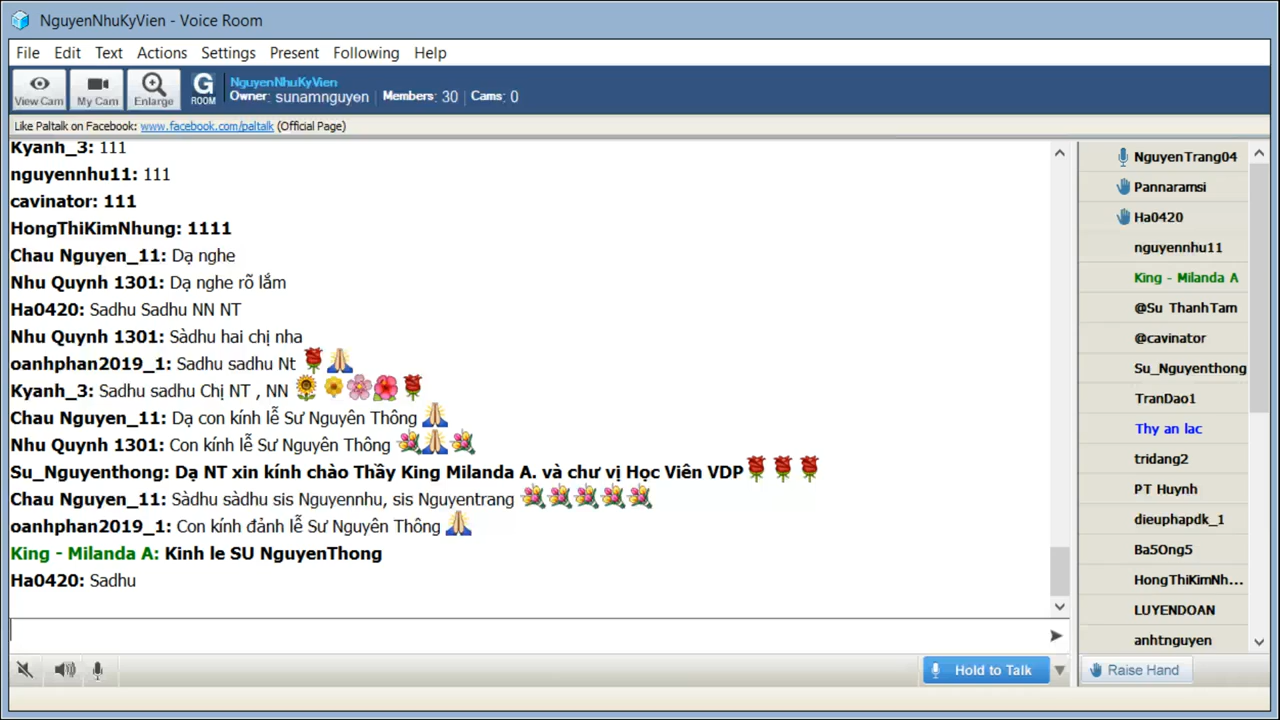 NguyenNhuKyVien - Voice Room
File Edit Text Actions Settings Present Following Help
View Cam My Cam Enlarge G ROOM
NguyenNhuKyVien
Owner: sunamnguyen Members: 30 Cams: 0
Like Paltalk on Facebook: www.facebook.com/paltalk (Official Page)
Kyanh_3: 111
nguyennhu11: 111
cavinator: 111
HongThiKimNhung: 1111
Chau Nguyen_11: Dạ nghe
Nhu Quynh 1301: Dạ nghe rõ lắm
Ha0420: Sadhu Sadhu NN NT
Nhu Quynh 1301: Sàdhu hai chị nha
oanhphan2019_1: Sadhu sadhu Nt
Kyanh_3: Sadhu sadhu Chị NT , NN
Chau Nguyen_11: Dạ con kính lễ Sư Nguyên Thông
Nhu Quynh 1301: Con kính lễ Sư Nguyên Thông
Su_Nguyenthong: Dạ NT xin kính chào Thầy King Milanda A. và chư vị Học Viên VDP
Chau Nguyen_11: Sàdhu sàdhu sis Nguyennhu, sis Nguyentrang
oanhphan2019_1: Con kính đảnh lễ Sư Nguyên Thông
King - Milanda A: Kinh le SU NguyenThong
Ha0420: Sadhu
Hold to Talk
NguyenTrang04
Pannaramsi
Ha0420
nguyennhu11
King - Milanda A
@Su ThanhTam
@cavinator
Su_Nguyenthong
TranDao1
Thy an lac
tridang2
PT Huynh
dieuphapdk_1
Ba5Ong5
HongThiKimNh...
LUYENDOAN
anhtnguyen
Raise Hand